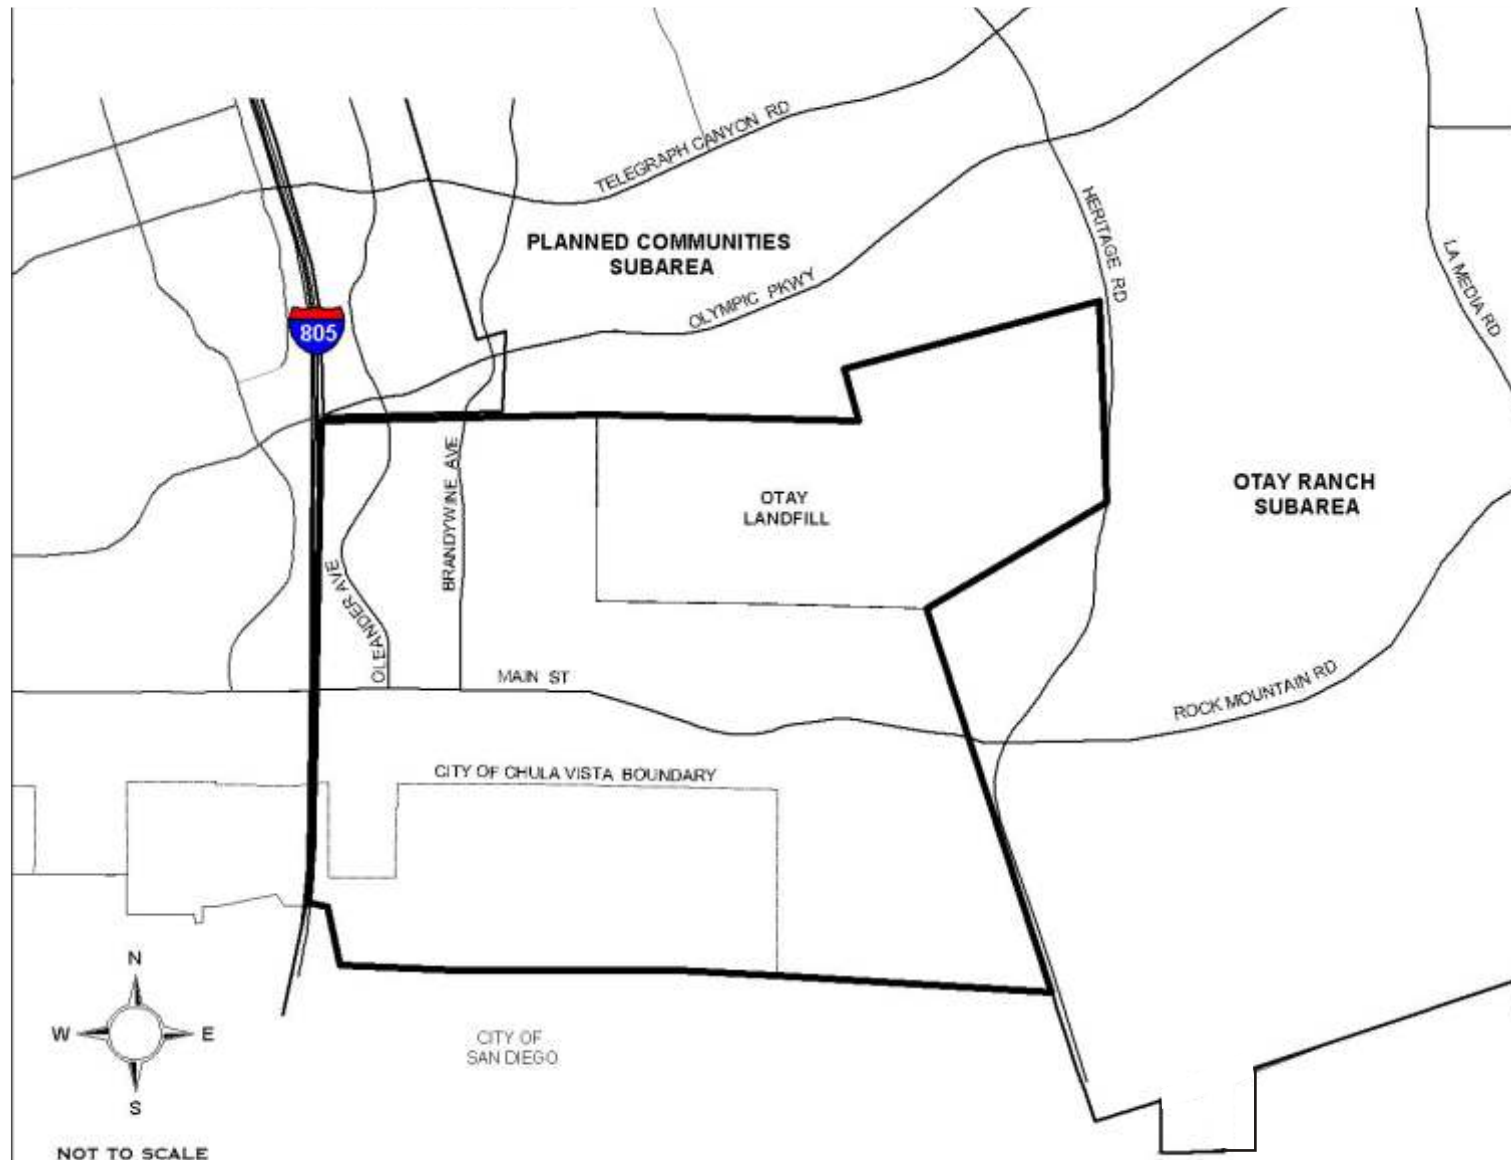 TELEGRAPH CANYON RD
PLANNED COMMUNITIES
SUBAREA
HERITAGE RD
LA MEDIA RD
OLYMPIC PKWY
805
OTAY RANCH
SUBAREA
OTAY
LANDFILL
BRANDYWINE AVE
OLEANDER AVE
MAIN ST
ROCK MOUNTAIN RD
CITY OF CHULA VISTA BOUNDARY
N
W E
S
CITY OF
SAN DIEGO
NOT TO SCALE